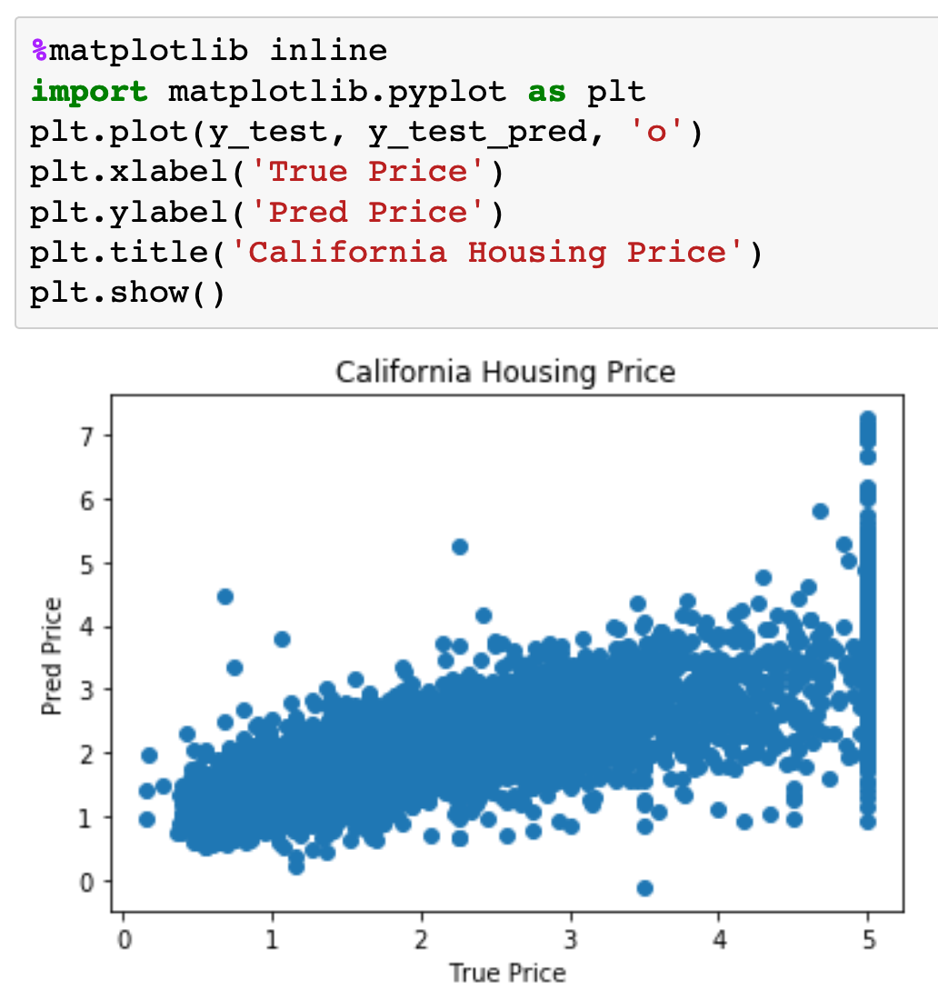 %matplotlib inline
import matplotlib.pyplot as plt
plt.plot(y_test, y_test_pred, 'o')
plt.xlabel('True Price')
plt.ylabel('Pred Price')
plt.title('California Housing Price')
plt.show()
California Housing Price
7
6
5
4
3
2
1
0
Pred Price
0 1 2 3 4 5
True Price